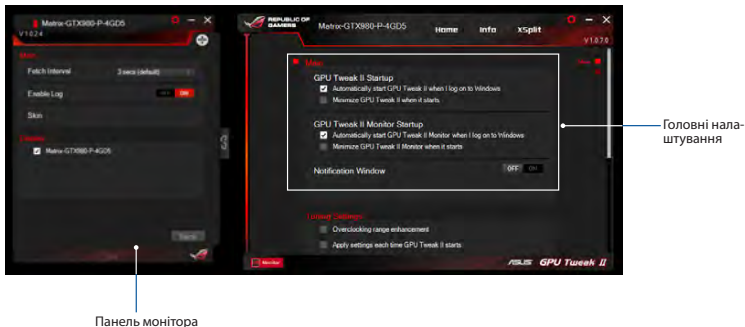 Matrix-GTX980-P-4GD5
V1.0.2.4
Main
Fetch Interval 3 secs (default)
Enable Log OFF ON
Skin
Matrix-GTX980-P-4GD5
REPUBLIC OF
GAMERS
Matrix-GTX980-P-4GD5
Home Info XSplit
V1.0.7.0
Main
GPU Tweak II Startup
Automatically start GPU Tweak II when I log on to Windows
Minimize GPU Tweak II when it starts
GPU Tweak II Monitor Startup
Automatically start GPU Tweak II Monitor when I log on to Windows
Minimize GPU Tweak II Monitor when it starts
Notification Window OFF ON
Tuning Settings
Overclocking range enhancement
Apply settings each time GPU Tweak II starts
Monitor
ASUS GPU Tweak II
Головні нала-
штування
Панель монітора